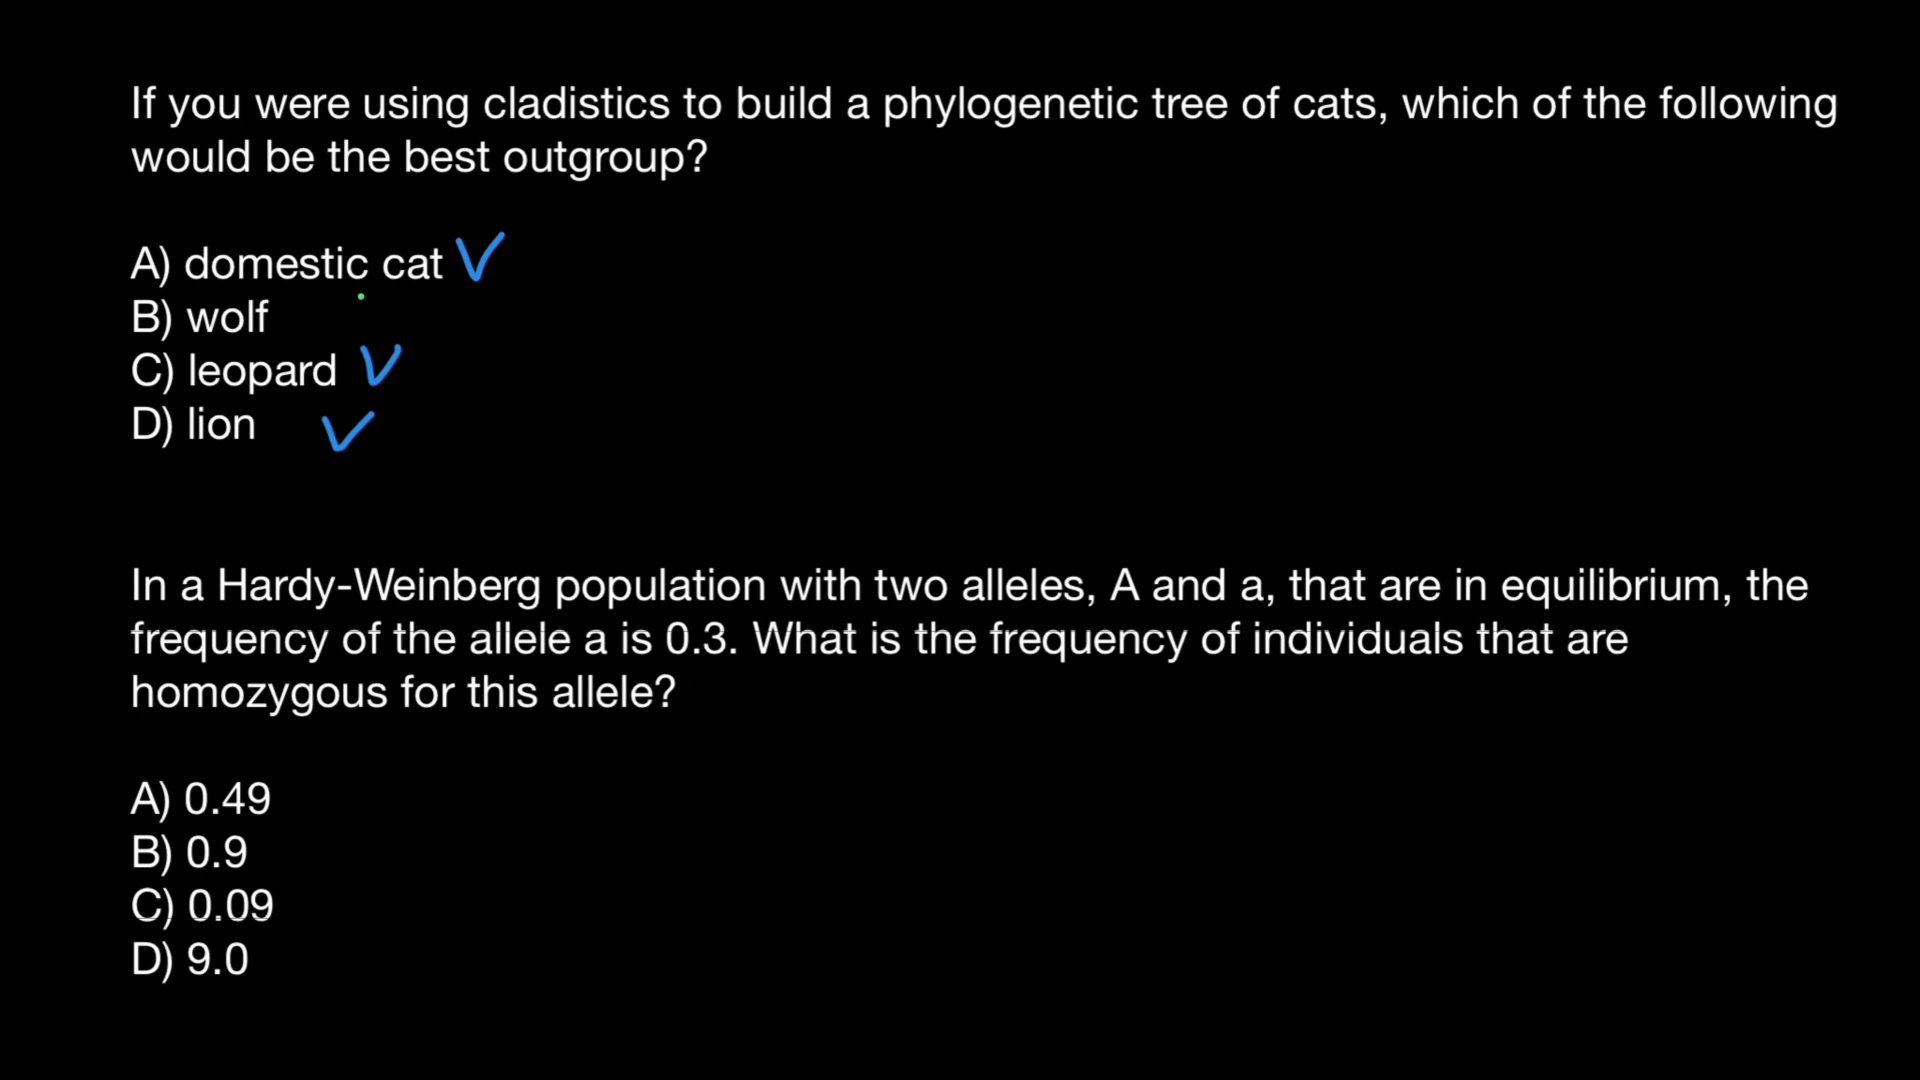 If you were using cladistics to build a phylogenetic tree of cats, which of the following
would be the best outgroup?
A) domestic cat
B) wolf
C) leopard
D) lion
In a Hardy-Weinberg population with two alleles, A and a, that are in equilibrium, the
frequency of the allele a is 0.3. What is the frequency of individuals that are
homozygous for this allele?
A) 0.49
B) 0.9
C) 0.09
D) 9.0